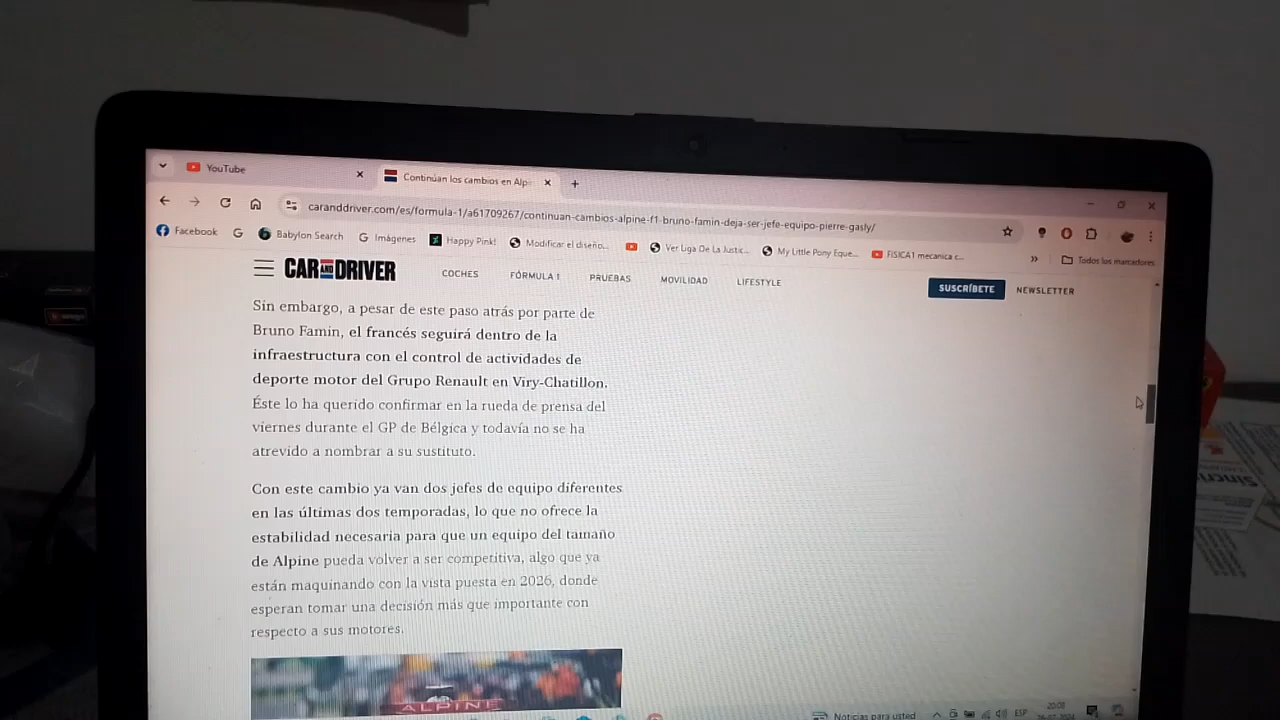 YouTube
Continúan los cambios en Alp
caranddriver.com/es/formula-1/a61709267/continuan-cambios-alpine-f1-bruno-famin-deja-ser-jefe-equipo-pierre-gasly/
Facebook
Babylon Search
Imágenes
Happy Pink!
Modificar el diseño...
Ver Liga De La Justic...
My Little Pony Eque...
FISICA1 mecanica c...
»
Todos los marcadores
CAR AND DRIVER
COCHES
FÓRMULA 1
PRUEBAS
MOVILIDAD
LIFESTYLE
SUSCRÍBETE
NEWSLETTER
Sin embargo, a pesar de este paso atrás por parte de
Bruno Famin, el francés seguirá dentro de la
infraestructura con el control de actividades de
deporte motor del Grupo Renault en Viry-Chatillon.
Éste lo ha querido confirmar en la rueda de prensa del
viernes durante el GP de Bélgica y todavía no se ha
atrevido a nombrar a su sustituto.
Con este cambio ya van dos jefes de equipo diferentes
en las últimas dos temporadas, lo que no ofrece la
estabilidad necesaria para que un equipo del tamaño
de Alpine pueda volver a ser competitiva, algo que ya
están maquinando con la vista puesta en 2026, donde
esperan tomar una decisión más que importante con
respecto a sus motores.
ALPINE
Noticias para usted
ESP
20:08